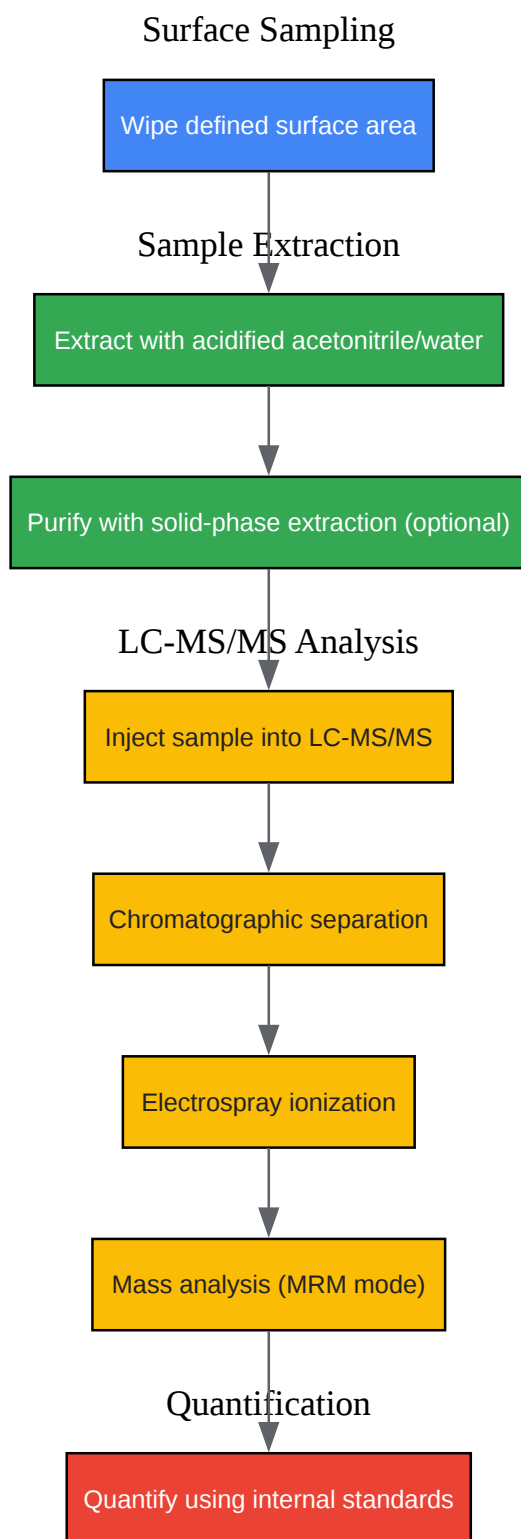 Surface Sampling
Wipe defined surface area
Sample Extraction
Extract with acidified acetonitrile/water
Purify with solid-phase extraction (optional)
LC-MS/MS Analysis
Inject sample into LC-MS/MS
Chromatographic separation
Electrospray ionization
Mass analysis (MRM mode)
Quantification
Quantify using internal standards